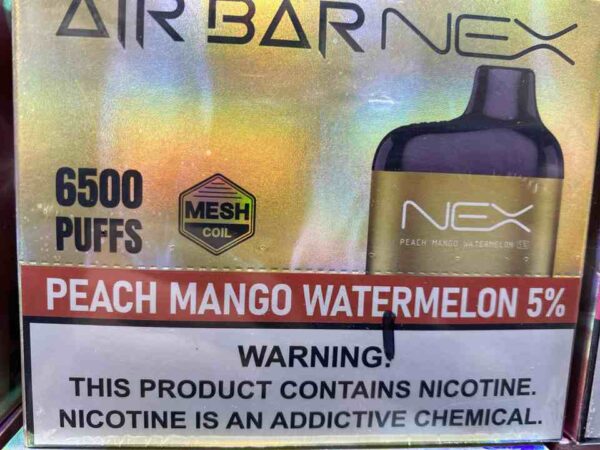 AIR BAR NEX
6500
PUFFS
MESH
COIL
NEX
PEACH MANGO WATERMELON 5%
PEACH MANGO WATERMELON 5%
WARNING!
THIS PRODUCT CONTAINS NICOTINE.
NICOTINE IS AN ADDICTIVE CHEMICAL.